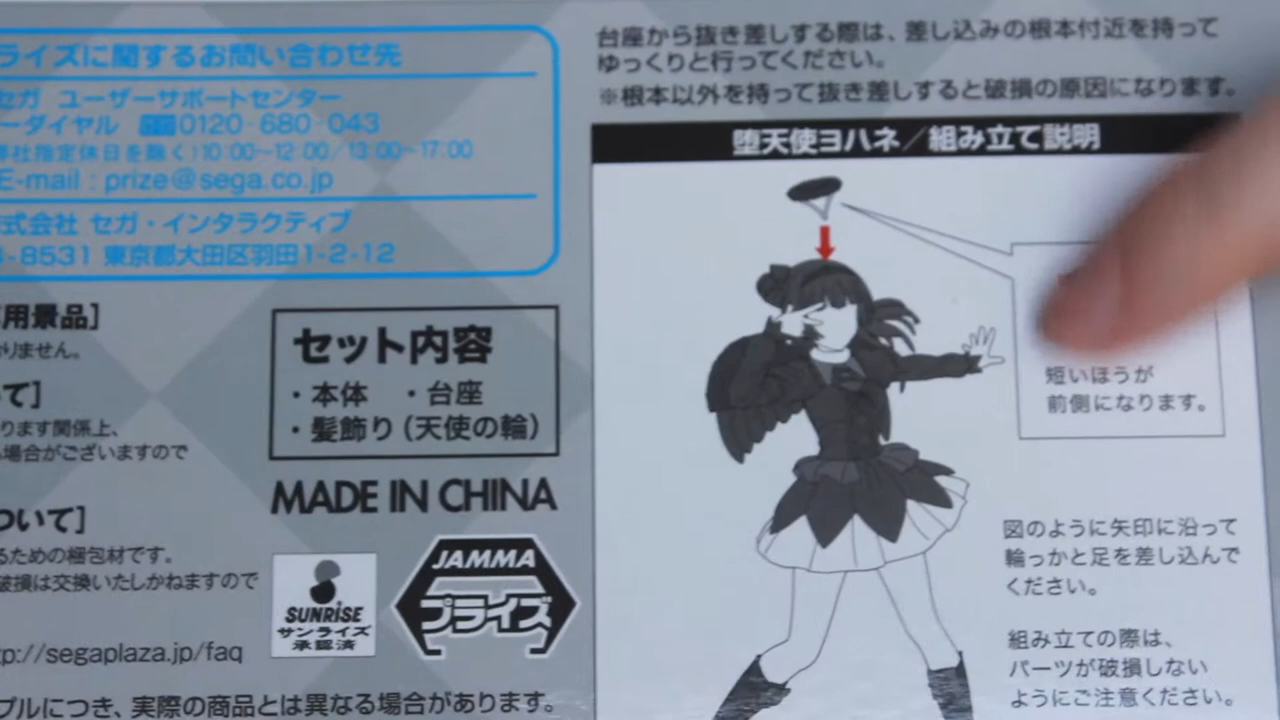 ライズに関するお問い合わせ先
セガ ユーザーサポートセンター
ーダイヤル 0120-680-043
弊社指定休日を除く)10:00~12:00/13:00~17:00
E-mail : prize@sega.co.jp
式会社 セガ・インタラクティブ
-8531 東京都大田区羽田1-2-12
用景品]
りません。
て]
ります関係上、
場合がございますので
ついて]
るための梱包材です。
破損は交換いたしかねますので
tp://segaplaza.jp/faq
プルにつき、実際の商品とは異なる場合があります。
セット内容
・本体 ・台座
・髪飾り(天使の輪)
MADE IN CHINA
SUNRISE
サンライズ
承認済
JAMMA
プライズ
台座から抜き差しする際は、差し込みの根本付近を持って
ゆっくりと行ってください。
※根本以外を持って抜き差しすると破損の原因になります。
堕天使ヨハネ/組み立て説明
短いほうが
前側になります。
図のように矢印に沿って
輪っかと足を差し込んで
ください。
組み立ての際は、
パーツが破損しない
ようにご注意ください。